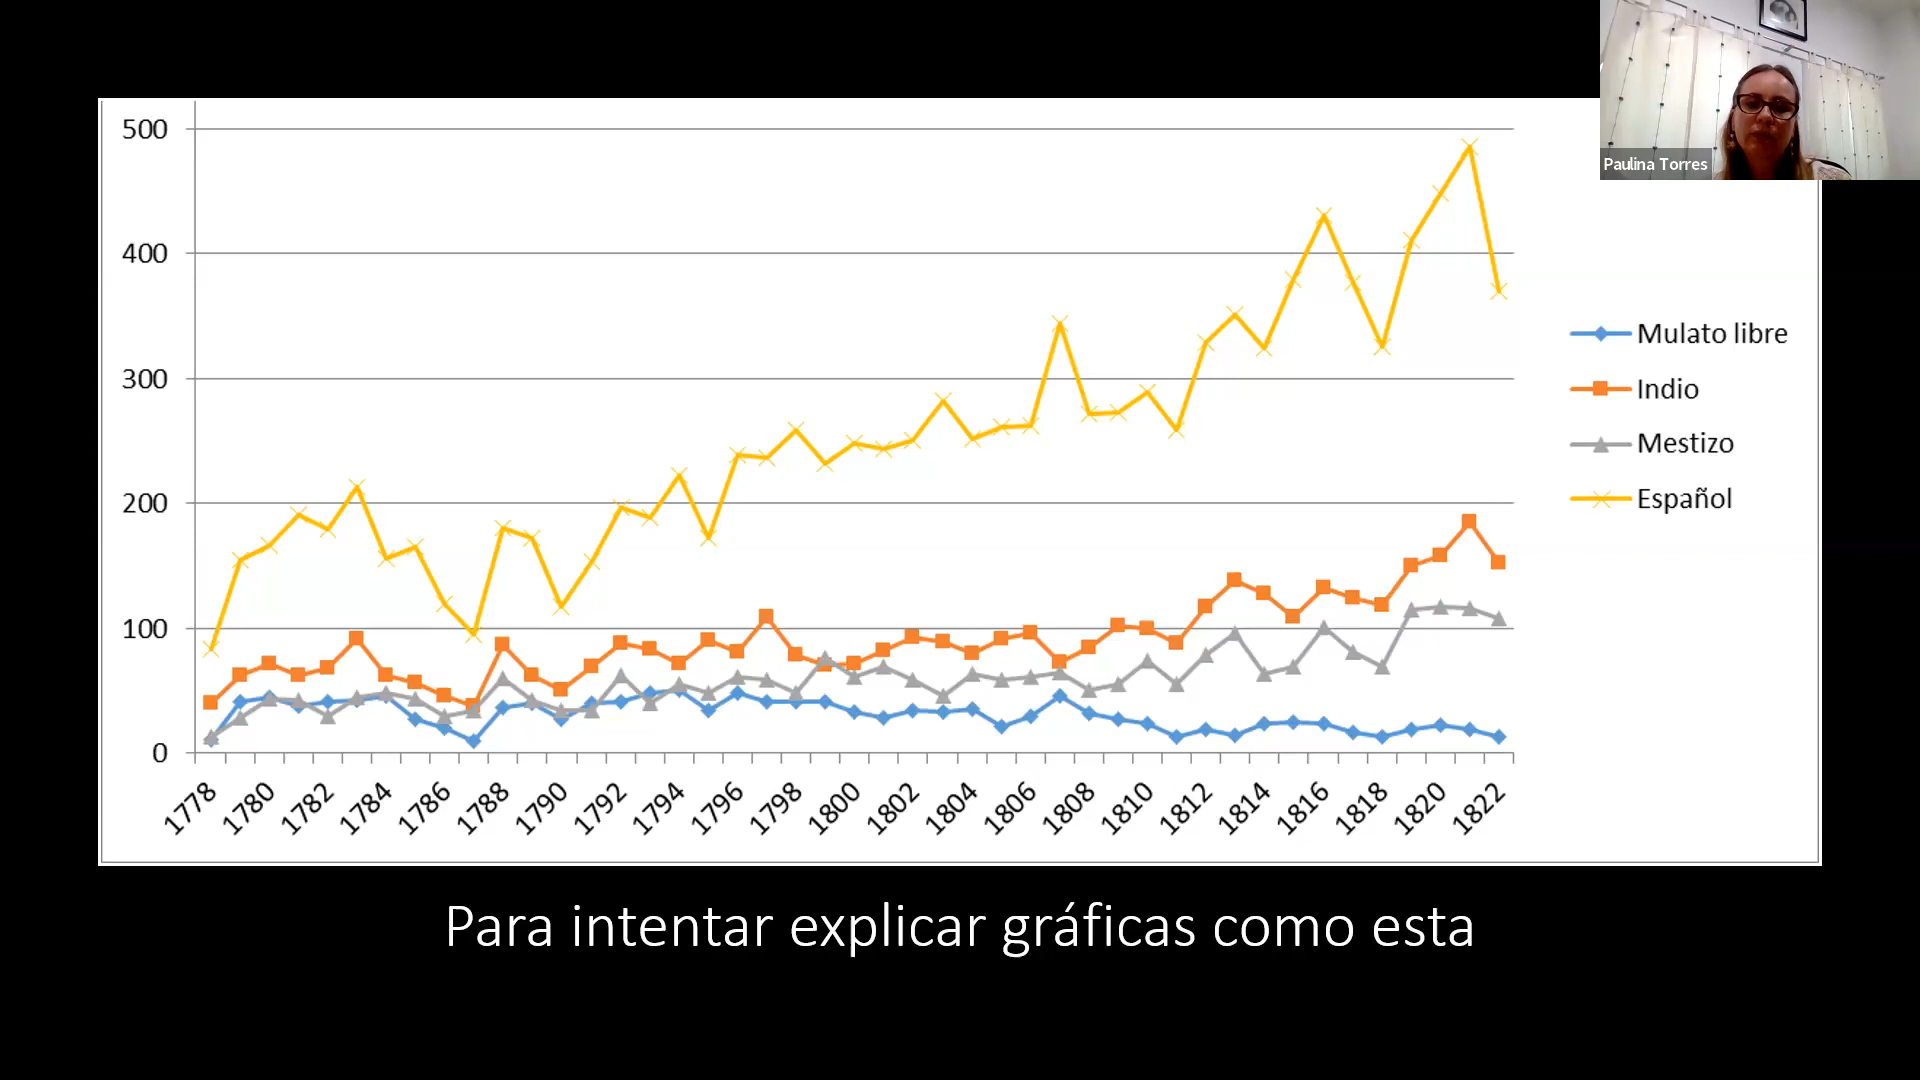 Paulina Torres
500
400
300
200
100
0
1778 1780 1782 1784 1786 1788 1790 1792 1794 1796 1798 1800 1802 1804 1806 1808 1810 1812 1814 1816 1818 1820 1822
Mulato libre
Indio
Mestizo
Español
Para intentar explicar gráficas como esta